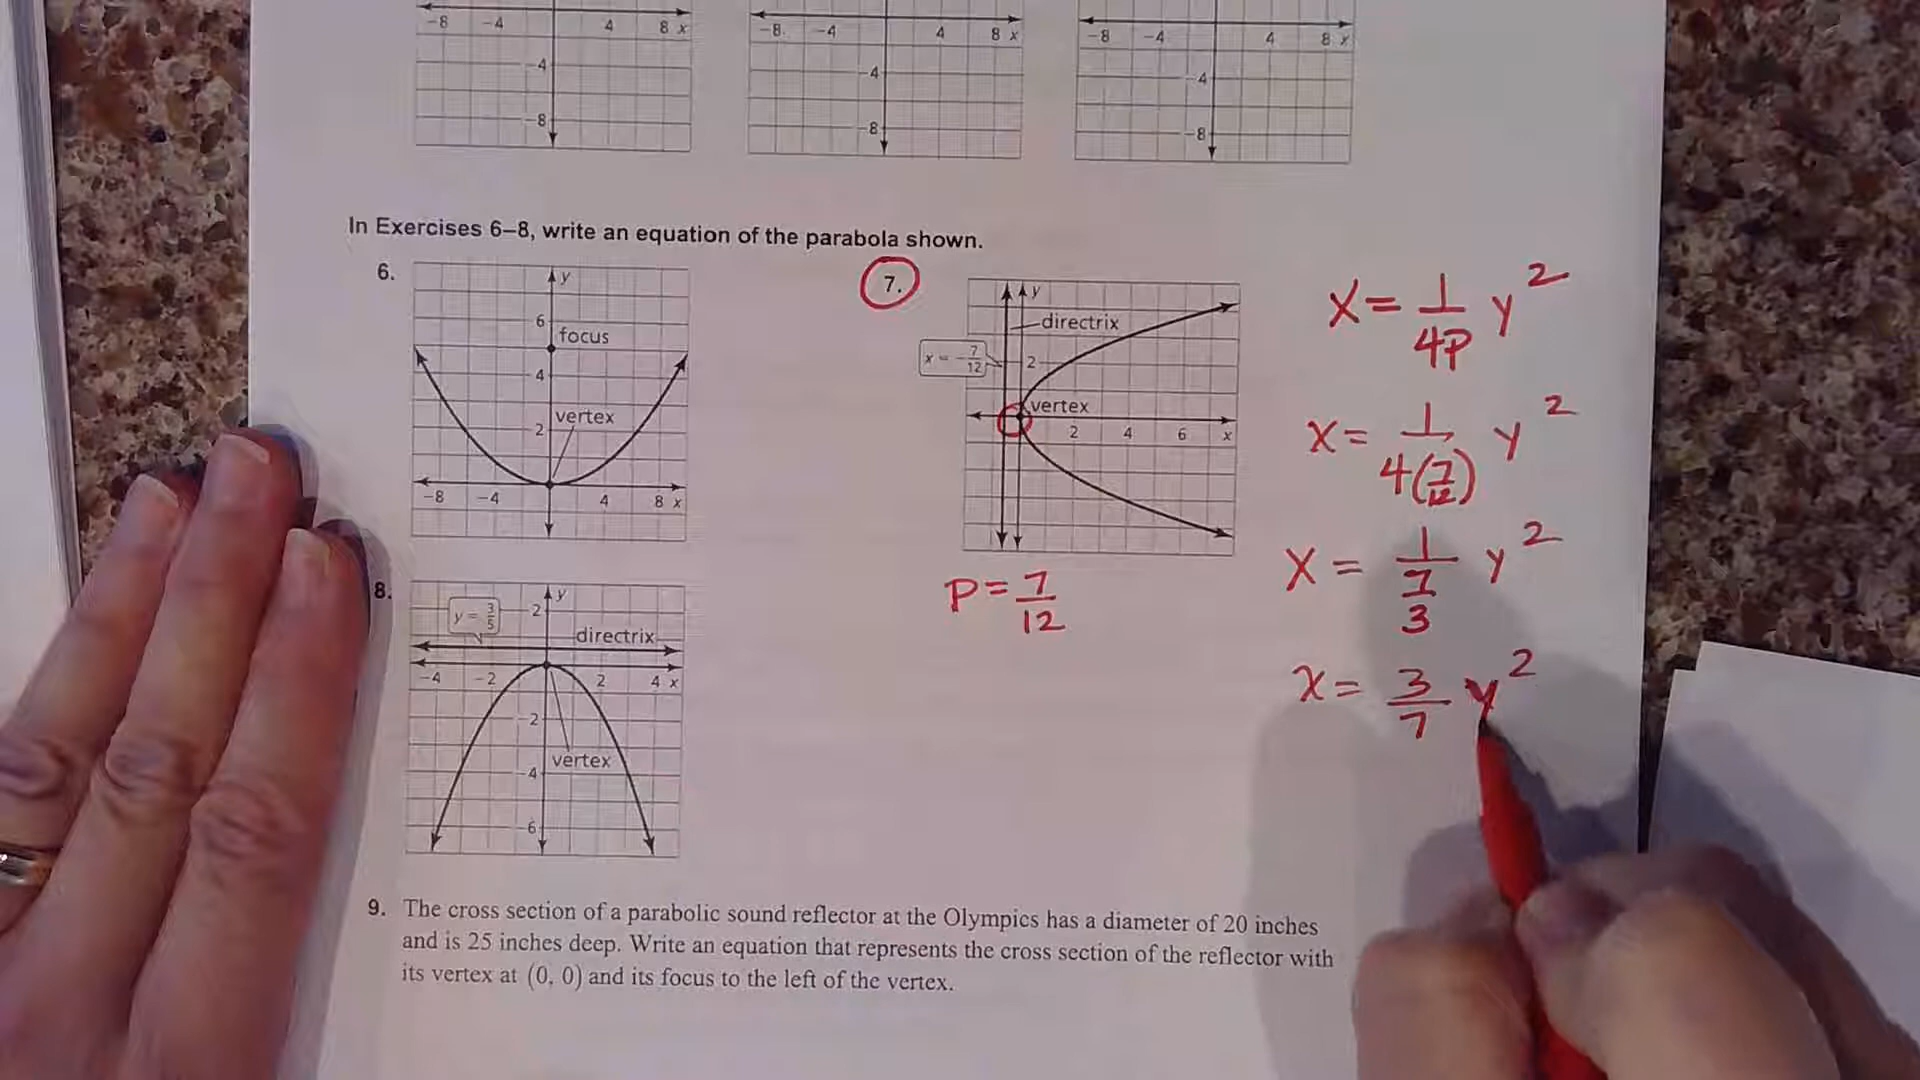 -8 -4 4 8 x
-4
-8
-8 -4 4 8 x
-4
-8
-8 -4 4 8 x
-4
-8
In Exercises 6–8, write an equation of the parabola shown.
6.
y
6
focus
4
vertex
2
-8 -4 4 8 x
7.
y
directrix
x = -7/12
2
vertex
2 4 6 x
P = 7/12
X = 1/4P y²
X = 1/4(7/12) y²
X = 1/(7/3) y²
X = 3/7 y²
8.
y
y = 3/5
2
directrix
-4 -2 2 4 x
-2
vertex
-4
-6
9. The cross section of a parabolic sound reflector at the Olympics has a diameter of 20 inches
and is 25 inches deep. Write an equation that represents the cross section of the reflector with
its vertex at (0, 0) and its focus to the left of the vertex.